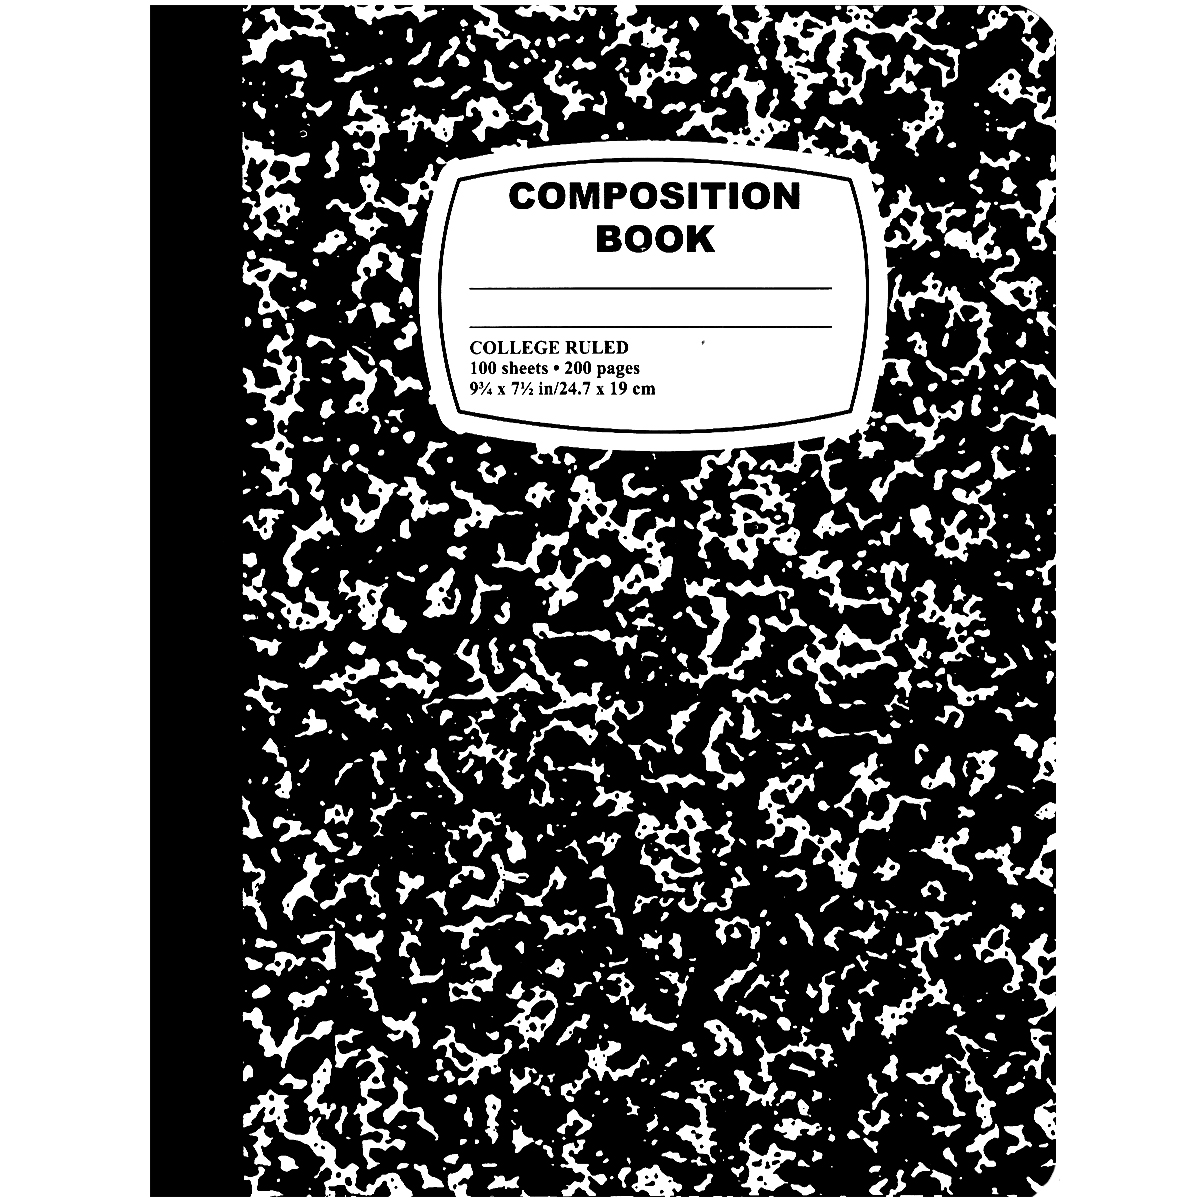 COMPOSITION
BOOK
COLLEGE RULED
100 sheets • 200 pages
9¾ x 7½ in/24.7 x 19 cm